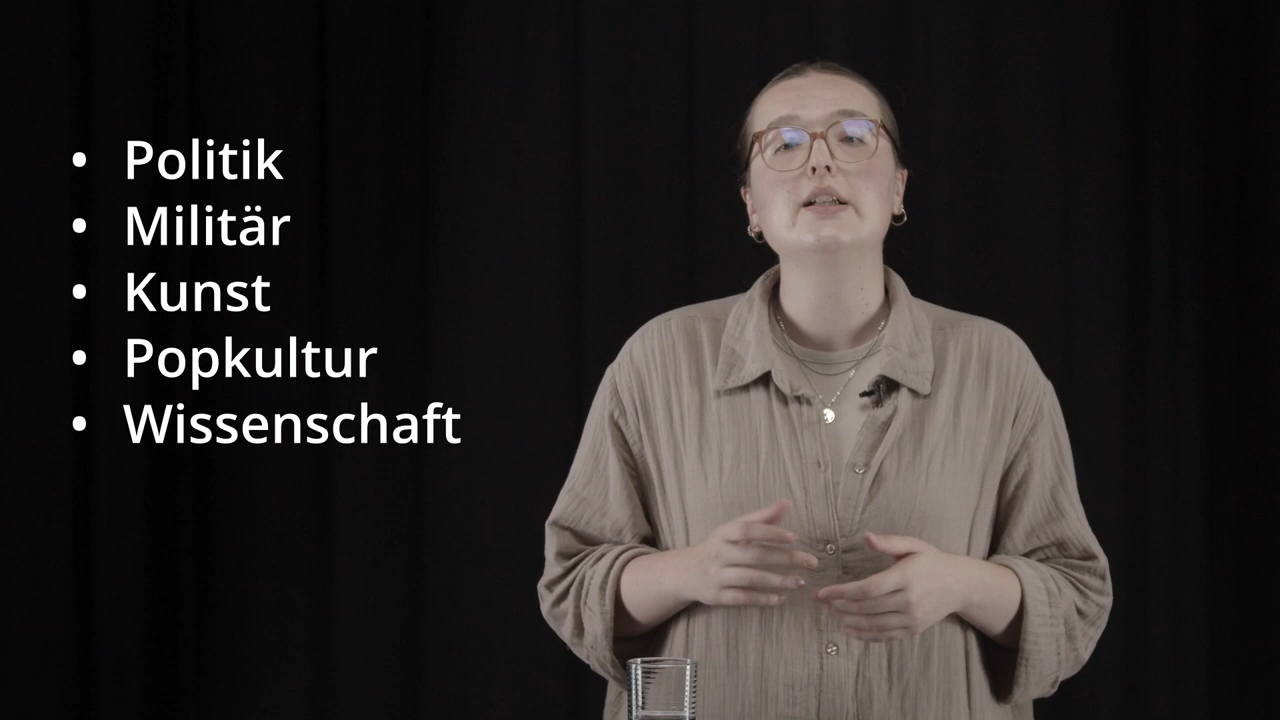 • Politik
• Militär
• Kunst
• Popkultur
• Wissenschaft